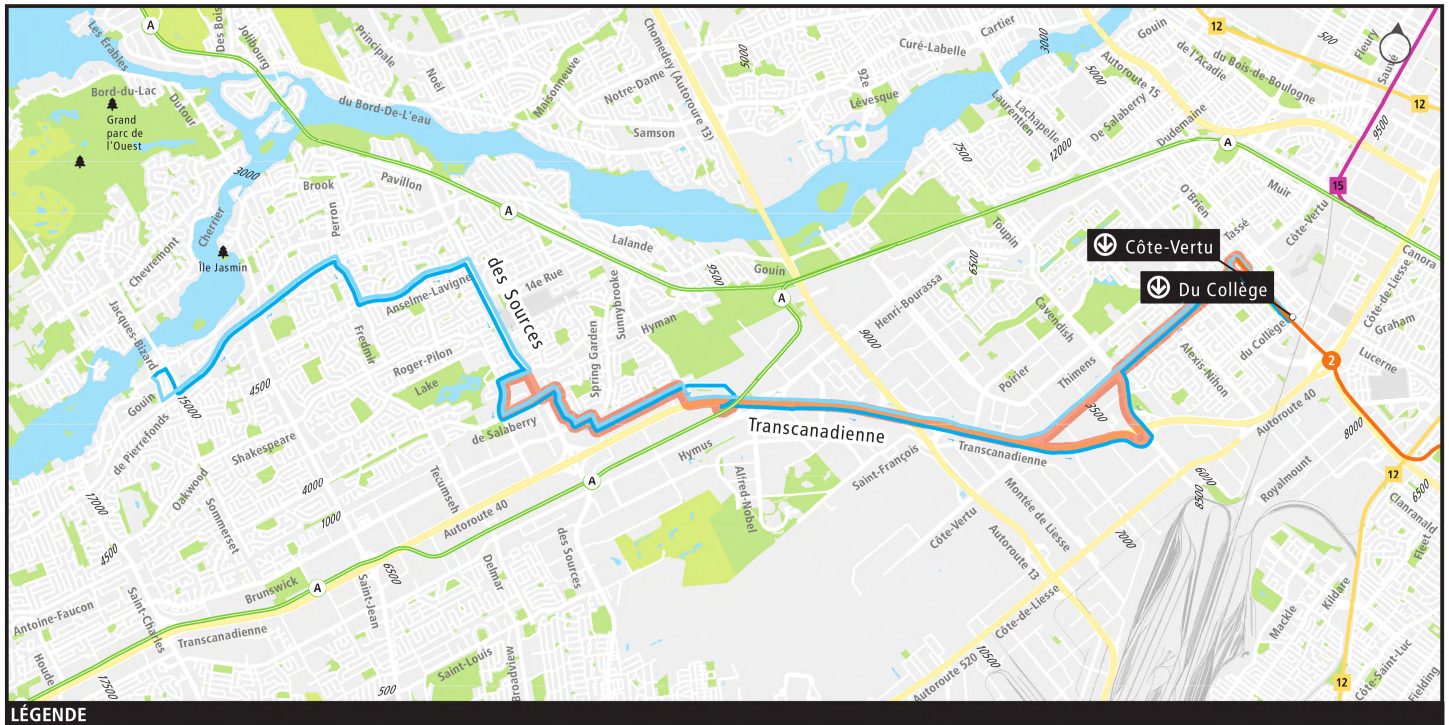 A
Les Érables
Des Bois
Jolibourg
Principale
Noël
Maisonneuve
Chomedey (Autoroure 13)
5000
Notre-Dame
Samson
92e
Lévesque
Curé-Labelle
Cartier
3000
Autoroute 15
5000
Gouin
12
de l'Acadie
du Bois-de-Boulogne
500
Fleury
Sauvé
12
9500
Bord-du-Lac
Grand
parc de
l'Ouest
Dutour
du Bord-De-L'eau
Laurentien
Lachapelle
De Salaberry
Dudemaine
7500
12000
A
15
Muir
O'Brien
Tassé
Côte-Vertu
Canora
3000
Brook
Pavillon
Perron
Cherrier
Chevremont
Île Jasmin
A
Lalande
9500
Gouin
A
Toupin
6500
Henri-Bourassa
Cavendish
Côte-Vertu
Du Collège
Côte-de-Liesse
Graham
Lucerne
2
du Collège
Jacques-Bizard
Anselme-Lavigne
des Sources
14e Rue
Sunnybrooke
Spring Garden
Hyman
Fredmir
Roger-Pilon
Lake
9000
Poirier
Thimens
Alexis-Nihon
3500
Gouin
15000
4500
de Pierrefonds
Shakespeare
de Salaberry
Transcanadienne
Transcanadienne
Autoroute 40
8000
Hymus
Alfred-Nobel
Saint-François
Tecumseh
A
Autoroute 40
Oakwood
Sommerset
17000
4000
1000
4500
6000
8500
Royalmount
12
6500
Clanranald
Fleet
Côte-Vertu
Montée de Liesse
Autoroute 13
7000
des Sources
Delmar
6500
Saint-Jean
Brunswick
A
Antoine-Faucon
Saint-Charles
Transcanadienne
Houde
17500
500
Saint-Louis
Broadview
Côte-de-Liesse
10500
Autoroute 520
Mackle
Kildare
12
Côte-Saint-Luc
Fielding
LÉGENDE